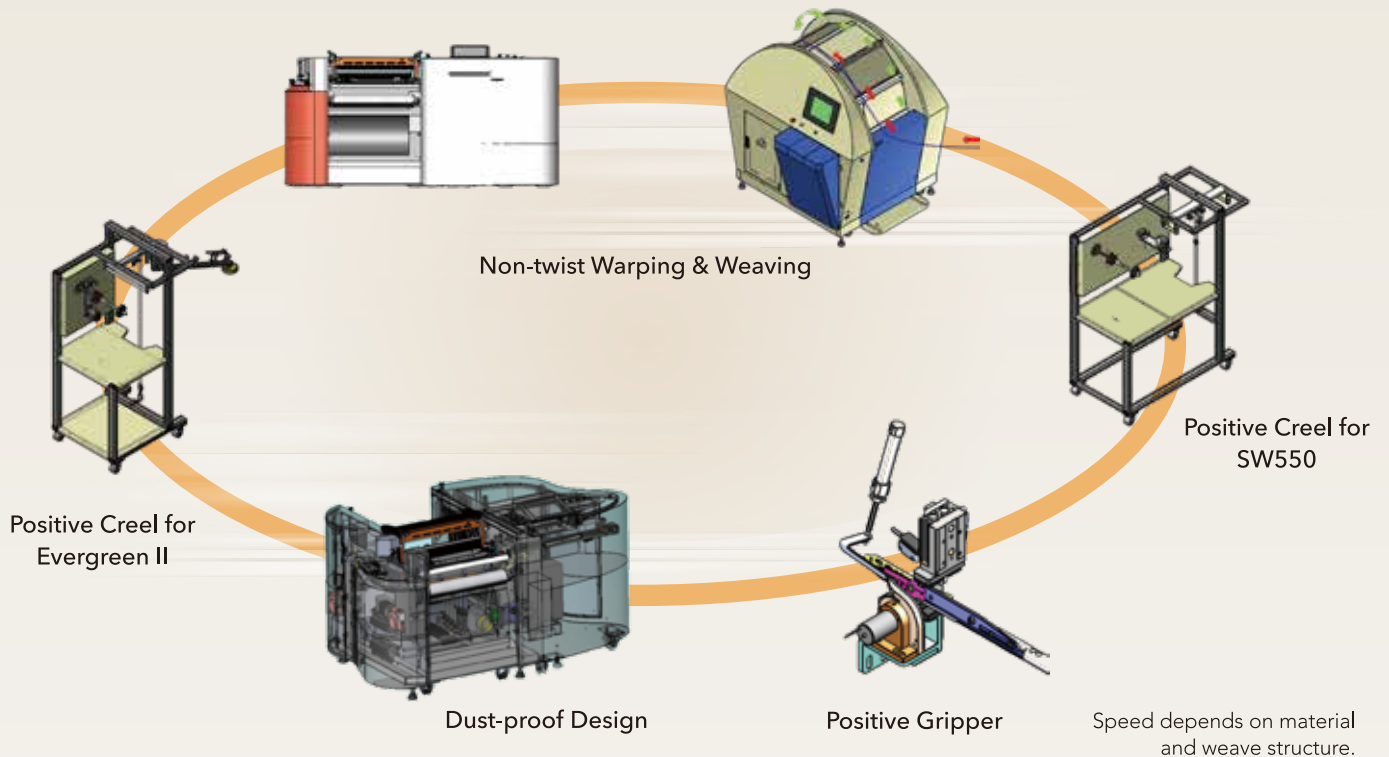 Non-twist Warping & Weaving
Positive Creel for
SW550
Positive Creel for
Evergreen II
Dust-proof Design
Positive Gripper
Speed depends on material
and weave structure.